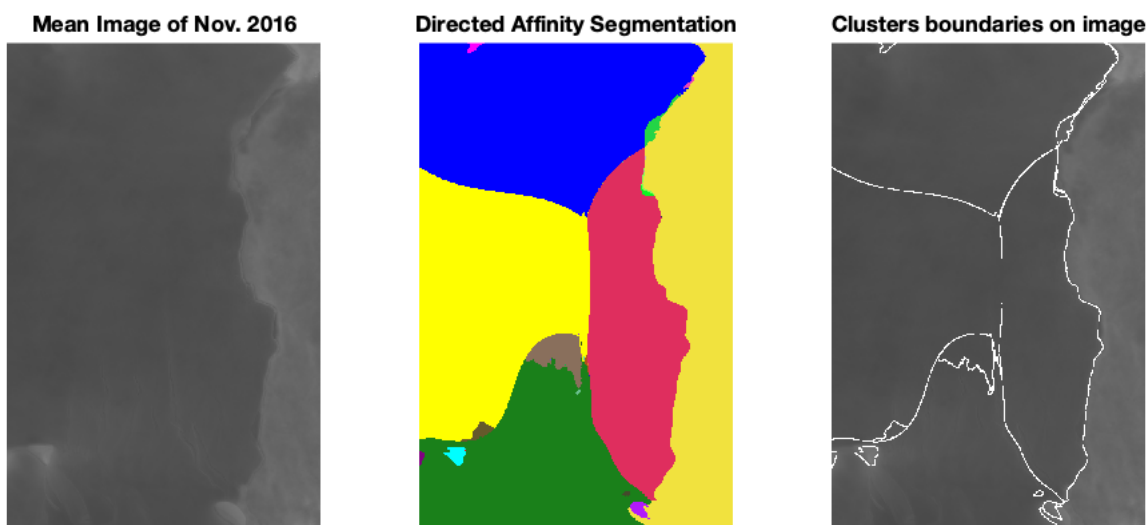 Mean Image of Nov. 2016
Directed Affinity Segmentation
Clusters boundaries on image